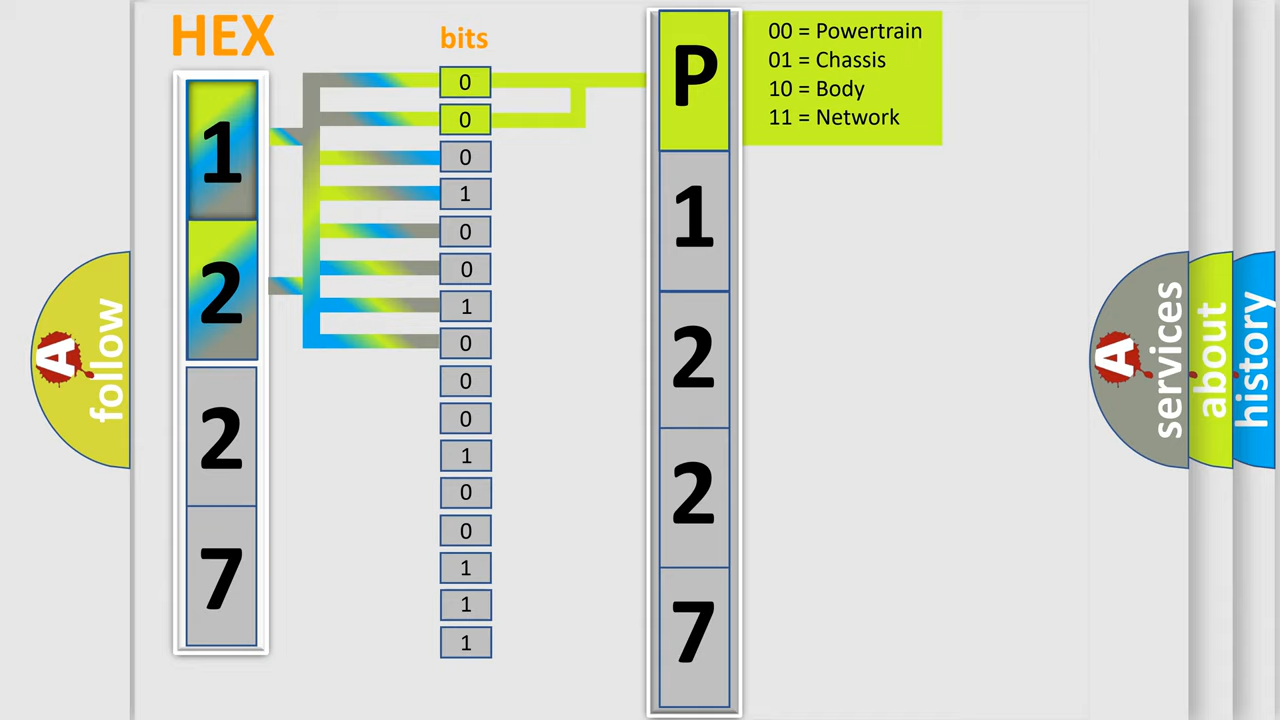 HEX
bits
1
2
2
7
0
0
0
1
0
0
1
0
0
0
1
0
0
1
1
1
P
1
2
2
7
00 = Powertrain
01 = Chassis
10 = Body
11 = Network
A
follow
A
services
about
history